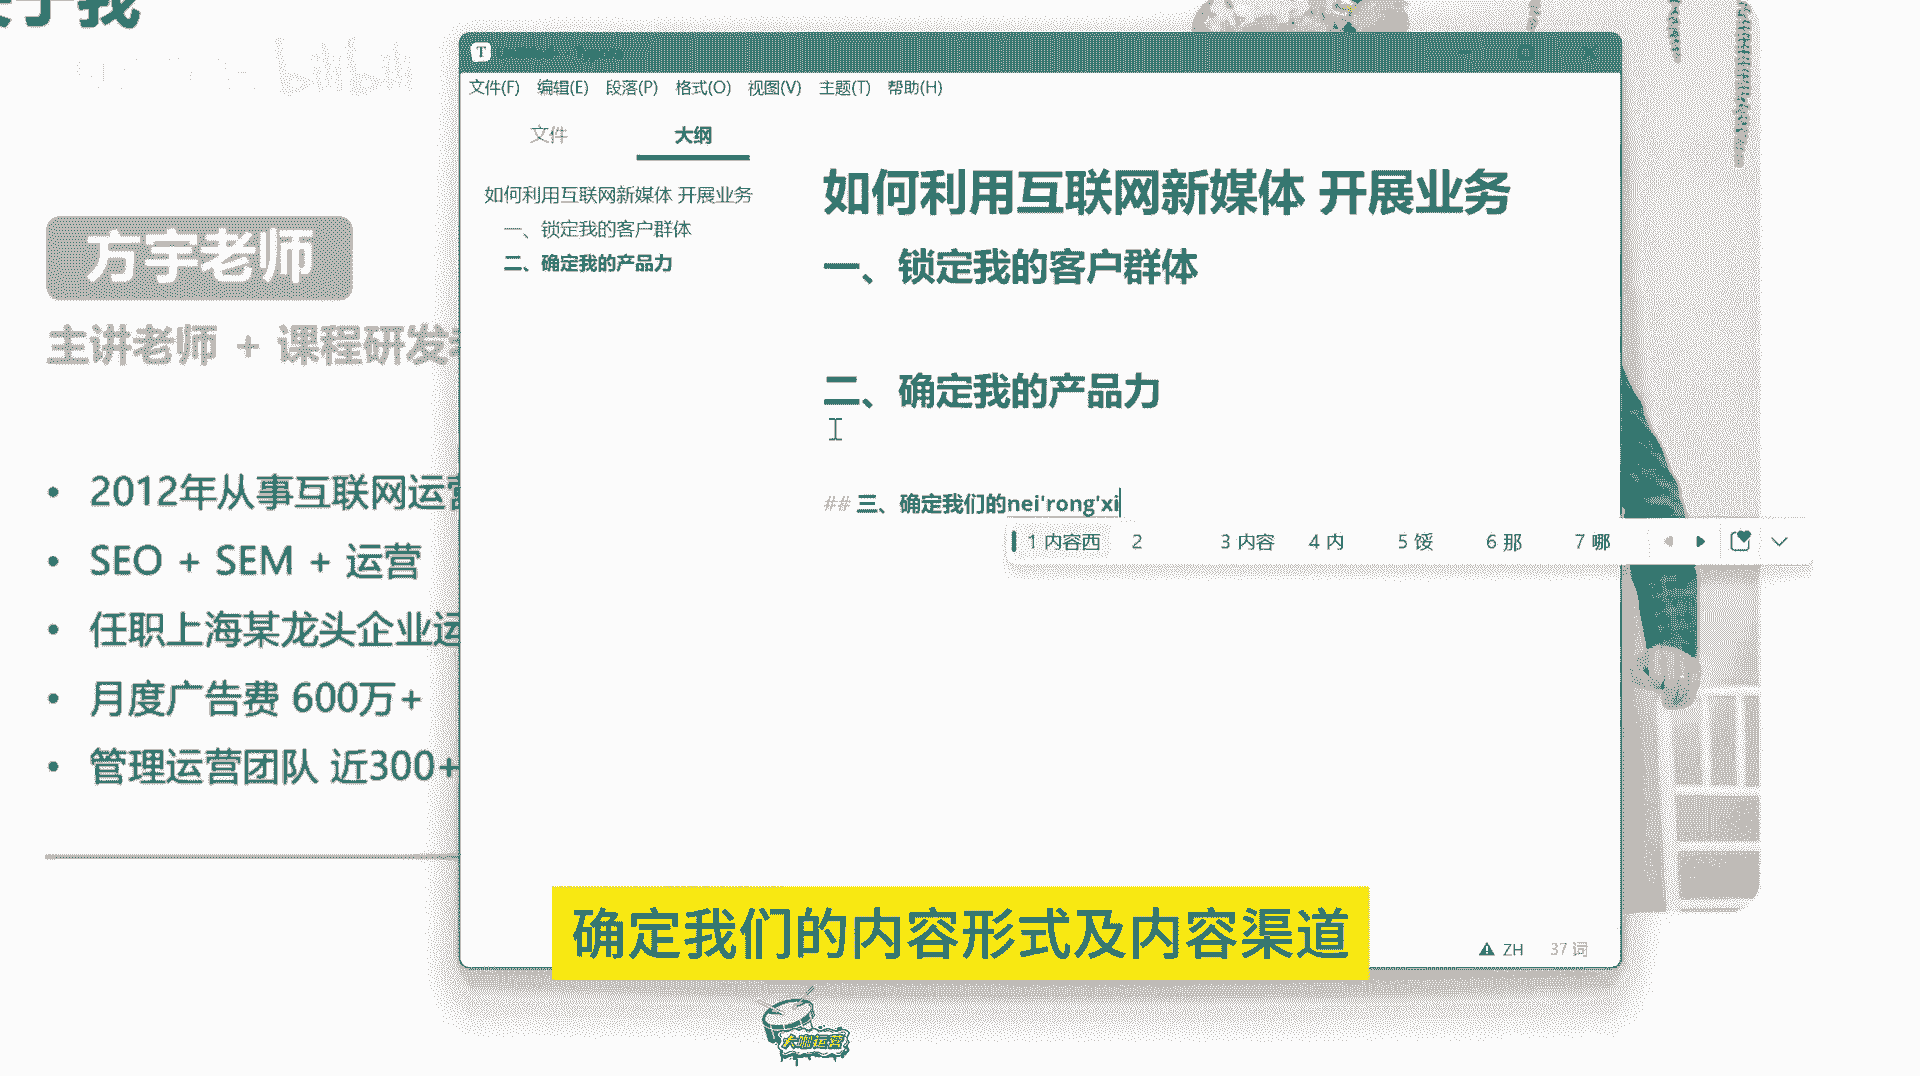 关于我
bilibili
方宇老师
主讲老师 + 课程研发老
• 2012年从事互联网运营
• SEO + SEM + 运营
• 任职上海某龙头企业运
• 月度广告费 600万+
• 管理运营团队 近300+
T
文件(F) 编辑(E) 段落(P) 格式(O) 视图(V) 主题(T) 帮助(H)
文件 大纲
如何利用互联网新媒体 开展业务
一、锁定我的客户群体
二、确定我的产品力
如何利用互联网新媒体 开展业务
一、锁定我的客户群体
二、确定我的产品力
## 三、确定我们的nei'rong'xi
1 内容西 2 3 内容 4 内 5 馁 6 那 7 哪
ZH 37 词
确定我们的内容形式及内容渠道
大咖运营